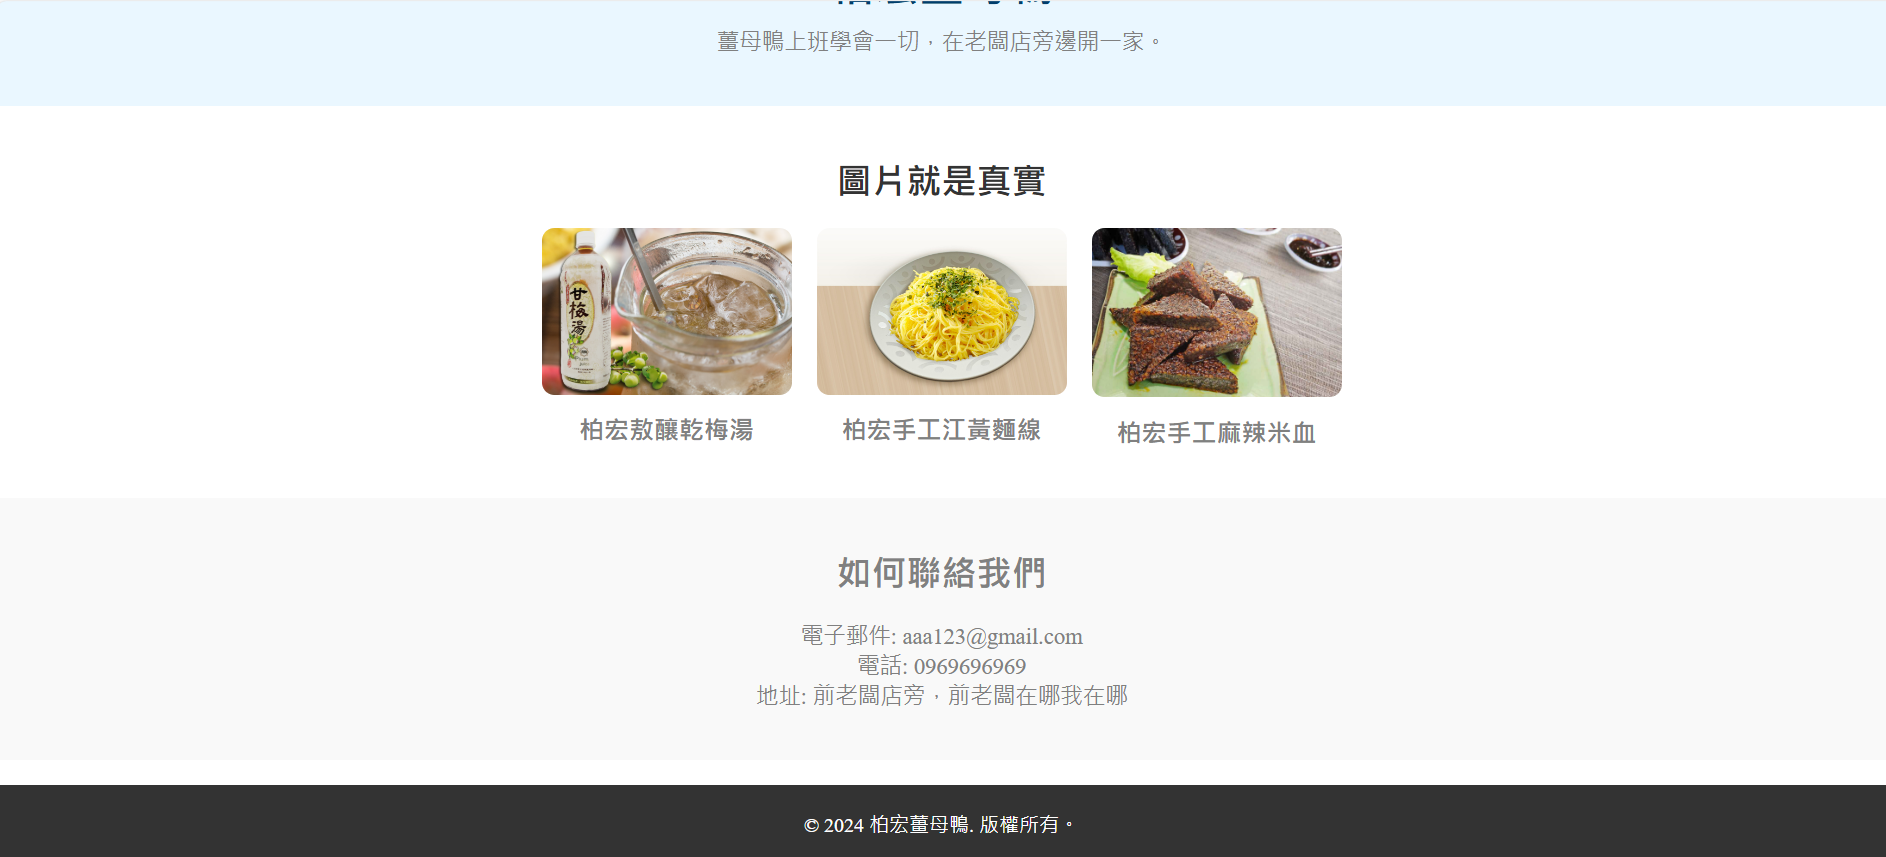 薑母鴨上班學會一切，在老闆店旁邊開一家。
圖片就是真實
甘梅湯
柏宏敖釀乾梅湯
柏宏手工江黃麵線
柏宏手工麻辣米血
如何聯絡我們
電子郵件: aaa123@gmail.com
電話: 0969696969
地址: 前老闆店旁，前老闆在哪我在哪
© 2024 柏宏薑母鴨. 版權所有。